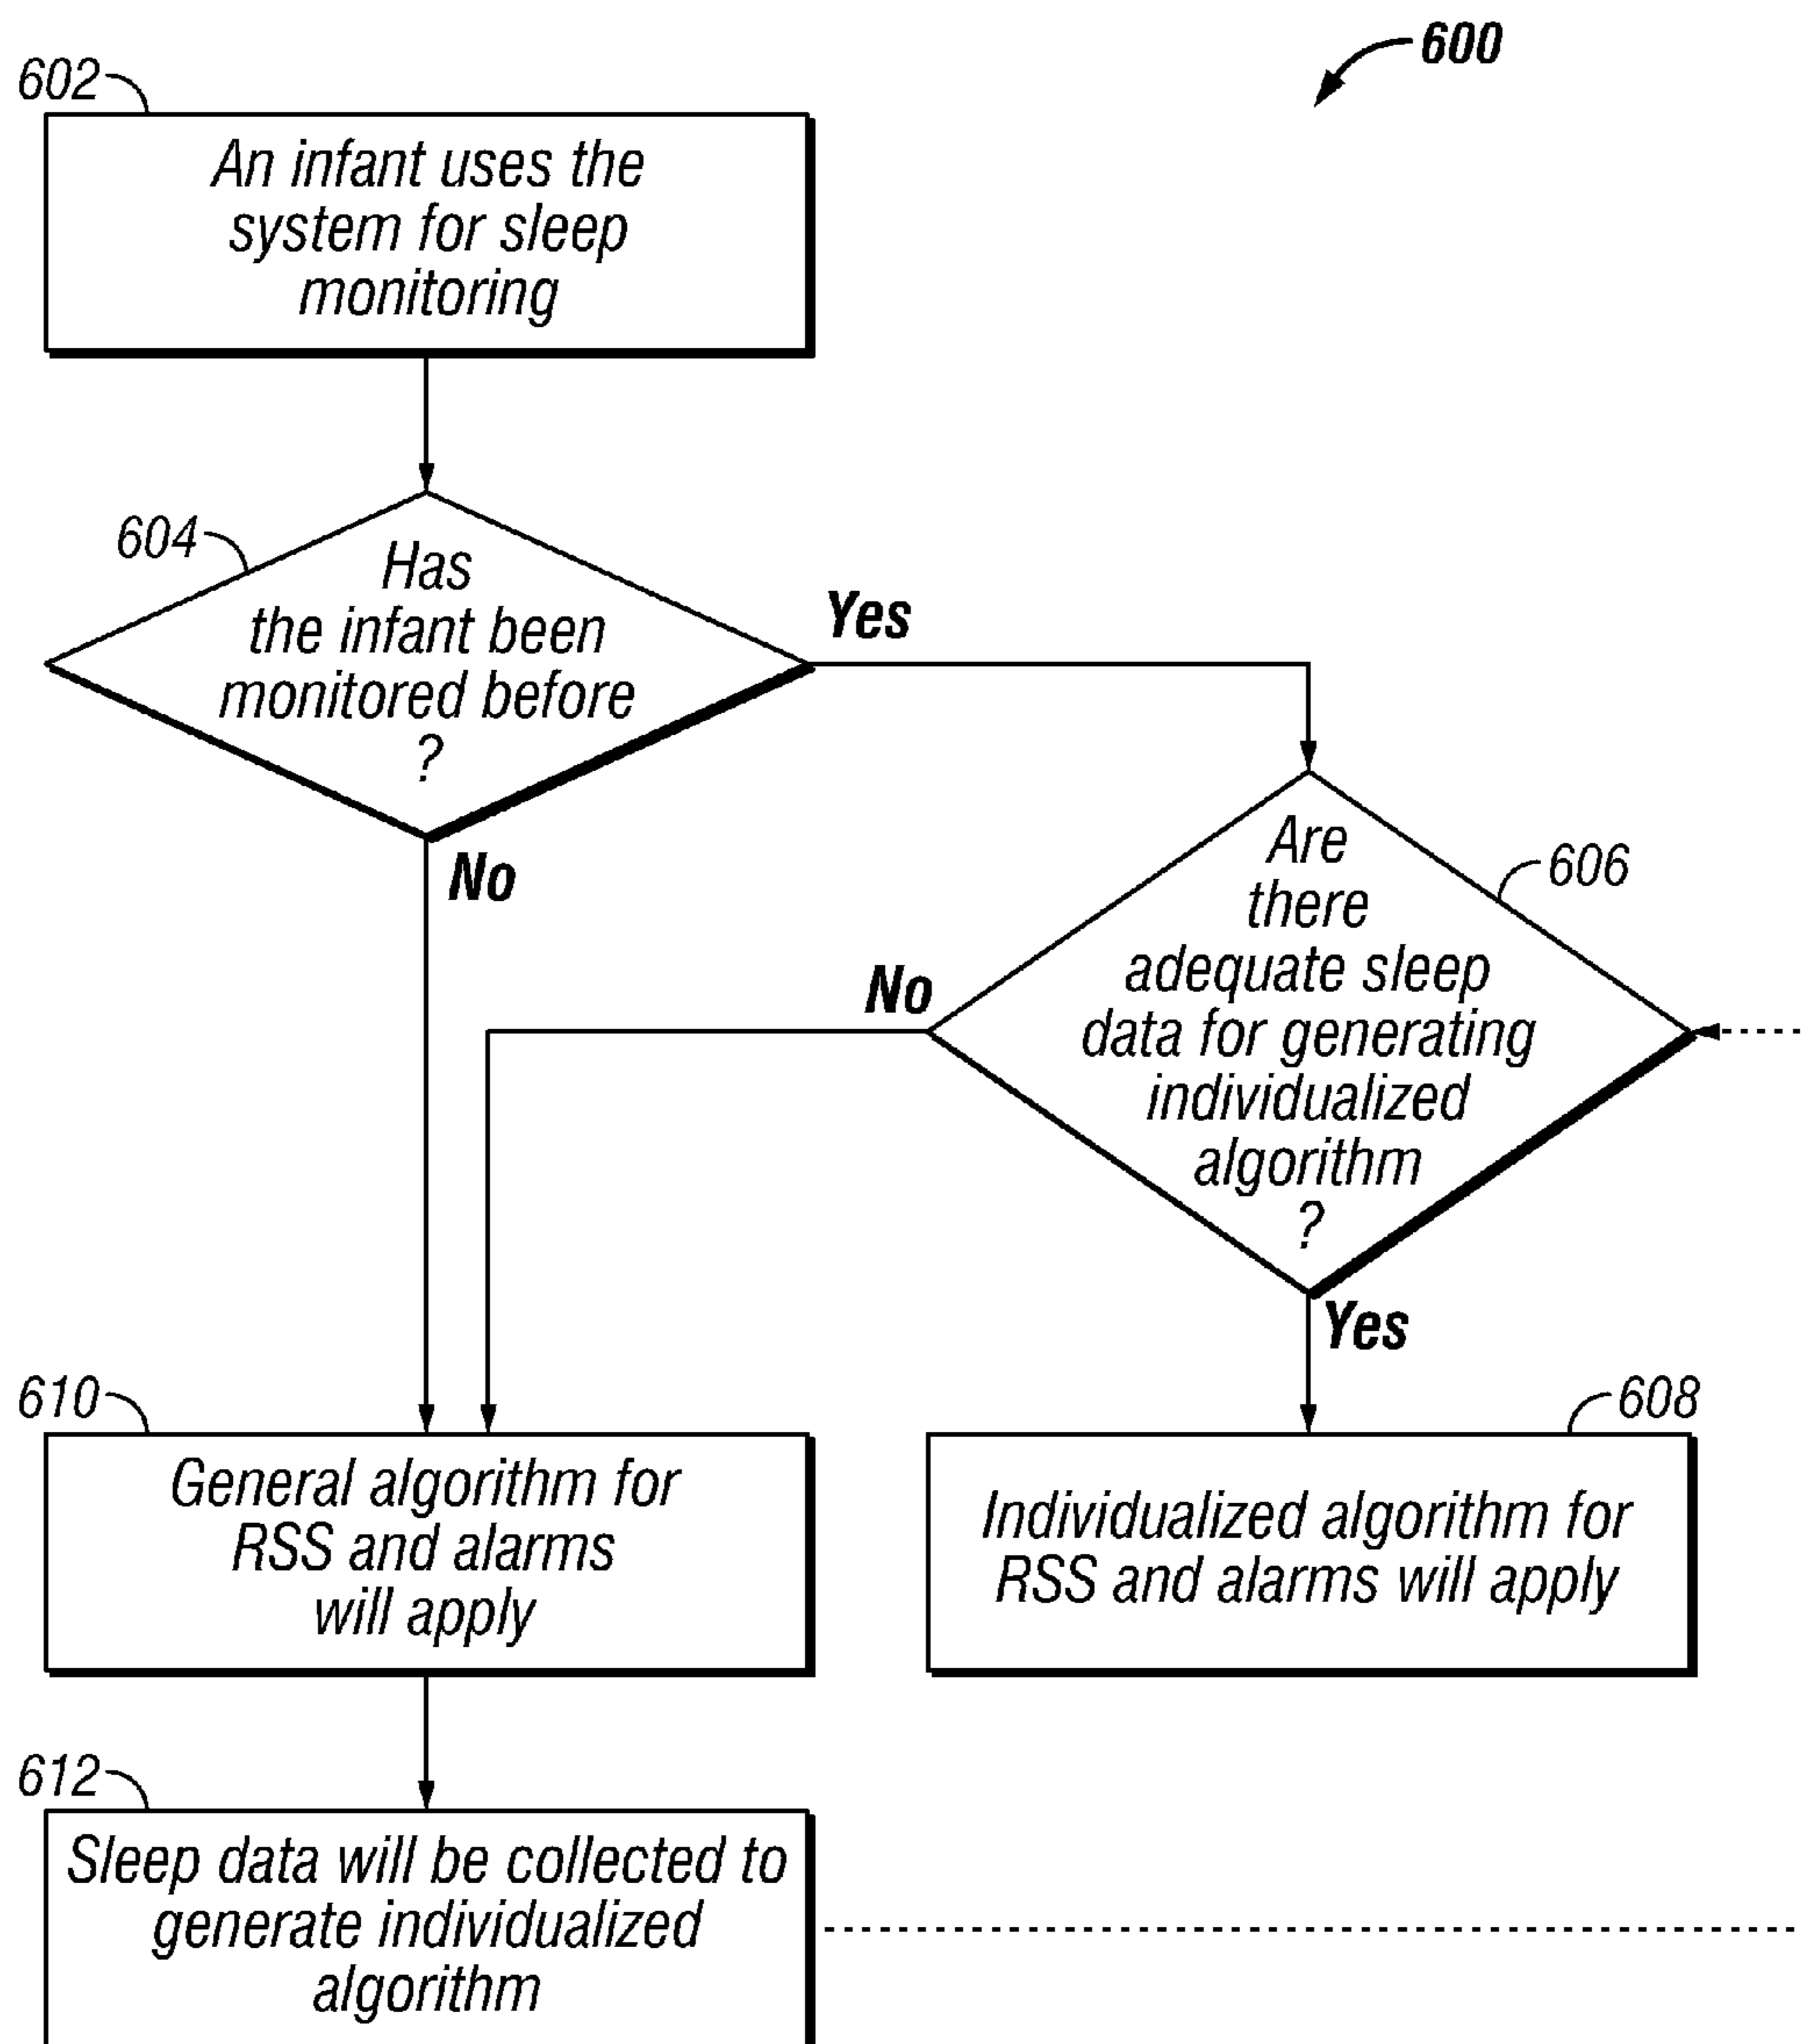 600
602
An infant uses the
system for sleep
monitoring
604
Has
the infant been
monitored before
?
Yes
No
606
Are
there
adequate sleep
data for generating
individualized
algorithm
?
No
Yes
610
General algorithm for
RSS and alarms
will apply
608
Individualized algorithm for
RSS and alarms will apply
612
Sleep data will be collected to
generate individualized
algorithm